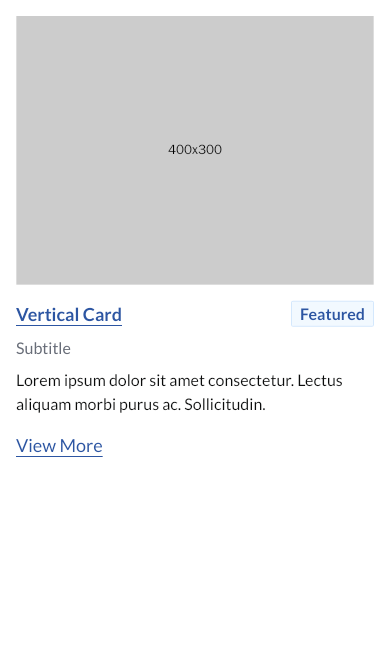 400x300
Vertical Card
Featured
Subtitle
Lorem ipsum dolor sit amet consectetur. Lectus
aliquam morbi purus ac. Sollicitudin.
View More